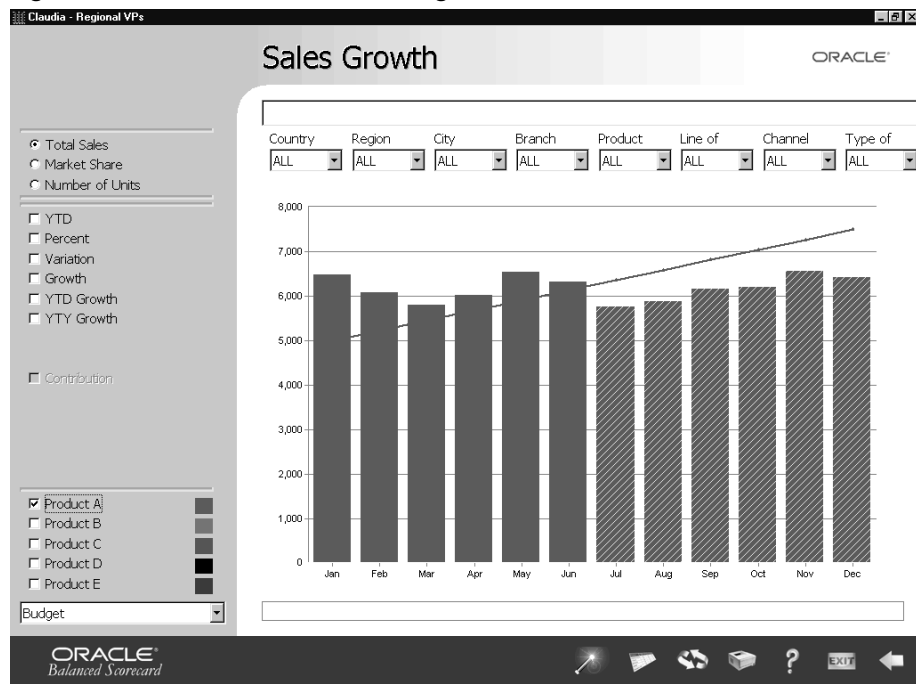 Claudia - Regional VPs
Sales Growth
ORACLE
Total Sales
Market Share
Number of Units
YTD
Percent
Variation
Growth
YTD Growth
YTY Growth
Contribution
Product A
Product B
Product C
Product D
Product E
Budget
Country Region City Branch Product Line of Channel Type of
ALL ALL ALL ALL ALL ALL ALL ALL
8,000
7,000
6,000
5,000
4,000
3,000
2,000
1,000
0
Jan Feb Mar Apr May Jun Jul Aug Sep Oct Nov Dec
ORACLE
Balanced Scorecard
? EXIT